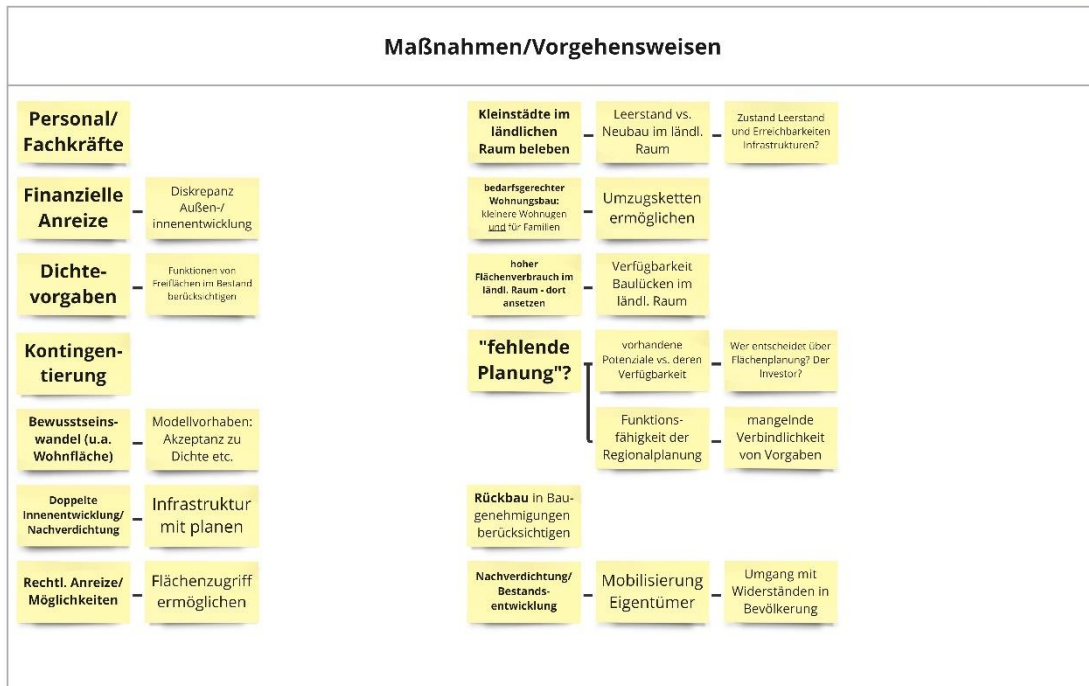 Maßnahmen/Vorgehensweisen
Personal/
Fachkräfte
Finanzielle
Anreize
Diskrepanz
Außen-/
innenentwicklung
Dichte-
vorgaben
Funktionen von
Freiflächen im Bestand
berücksichtigen
Kontingen-
tierung
Bewusstseins-
wandel (u.a.
Wohnfläche)
Modellvorhaben:
Akzeptanz zu
Dichte etc.
Doppelte
Innenentwicklung/
Nachverdichtung
Infrastruktur
mit planen
Rechtl. Anreize/
Möglichkeiten
Flächenzugriff
ermöglichen
Kleinstädte im
ländlichen
Raum beleben
Leerstand vs.
Neubau im ländl.
Raum
Zustand Leerstand
und Erreichbarkeiten
Infrastrukturen?
bedarfsgerechter
Wohnungsbau:
kleinere Wohnugen
und für Familien
Umzugsketten
ermöglichen
hoher
Flächenverbrauch im
ländl. Raum - dort
ansetzen
Verfügbarkeit
Baulücken im
ländl. Raum
"fehlende
Planung"?
vorhandene
Potenziale vs. deren
Verfügbarkeit
Wer entscheidet über
Flächenplanung? Der
Investor?
Funktions-
fähigkeit der
Regionalplanung
mangelnde
Verbindlichkeit
von Vorgaben
Rückbau in Bau-
genehmigungen
berücksichtigen
Nachverdichtung/
Bestands-
entwicklung
Mobilisierung
Eigentümer
Umgang mit
Widerständen in
Bevölkerung